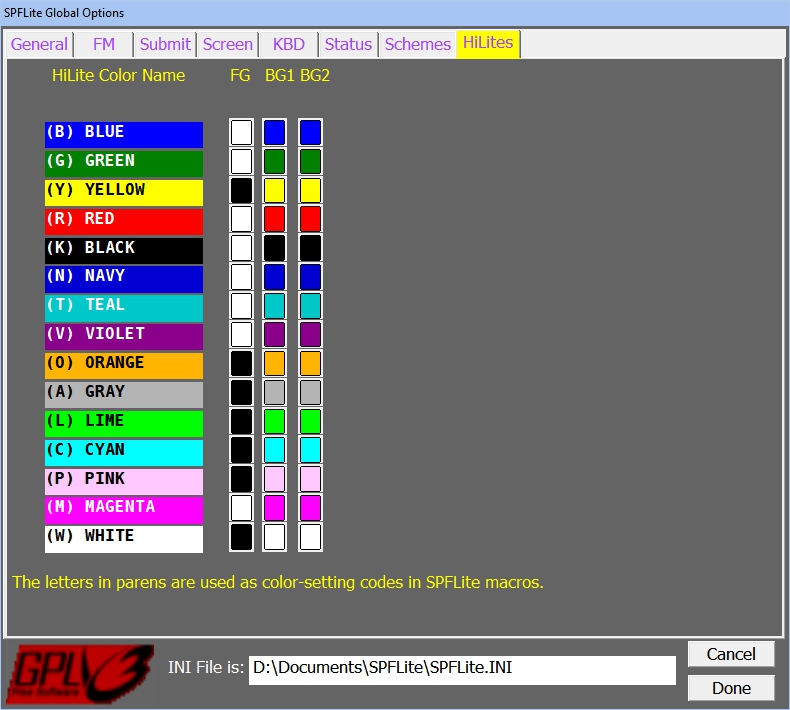 SPFLite Global Options
General FM Submit Screen KBD Status Schemes HiLites
HiLite Color Name FG BG1 BG2
(B) BLUE
(G) GREEN
(Y) YELLOW
(R) RED
(K) BLACK
(N) NAVY
(T) TEAL
(V) VIOLET
(O) ORANGE
(A) GRAY
(L) LIME
(C) CYAN
(P) PINK
(M) MAGENTA
(W) WHITE
The letters in parens are used as color-setting codes in SPFLite macros.
GPLv3
Free Software
INI File is: D:\Documents\SPFLite\SPFLite.INI
Cancel
Done